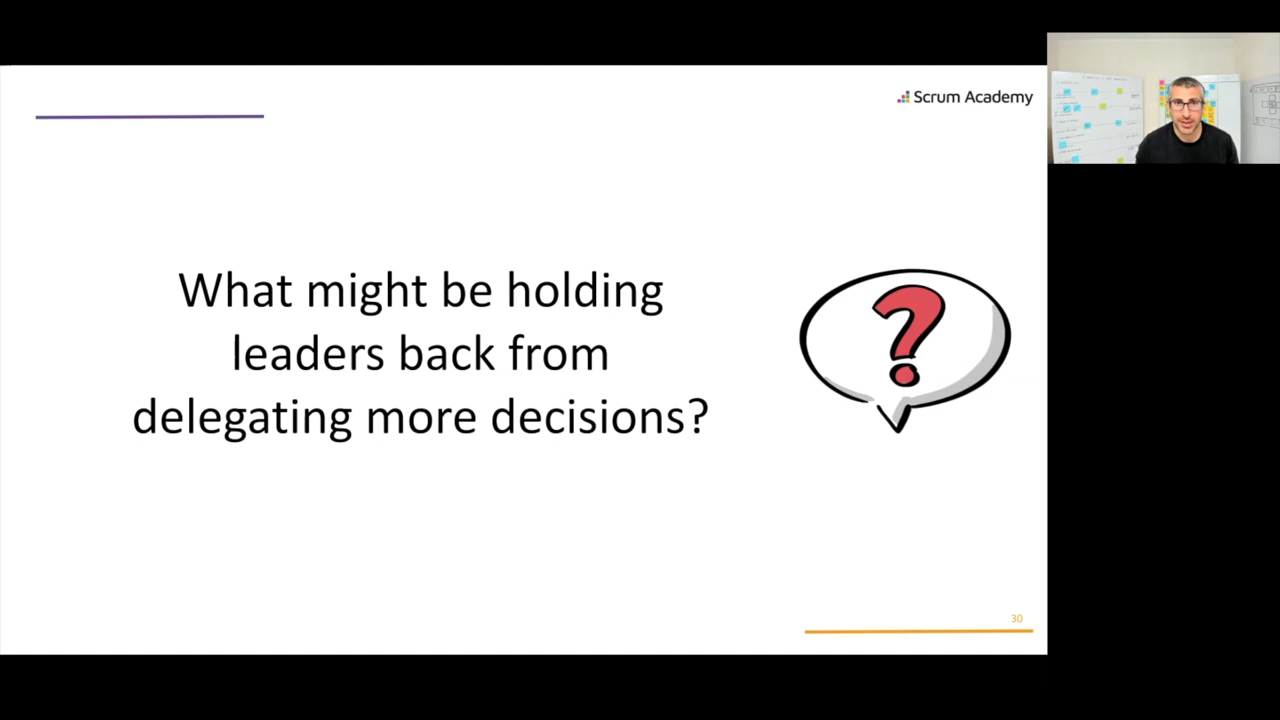 Scrum Academy
What might be holding
leaders back from
delegating more decisions?
30